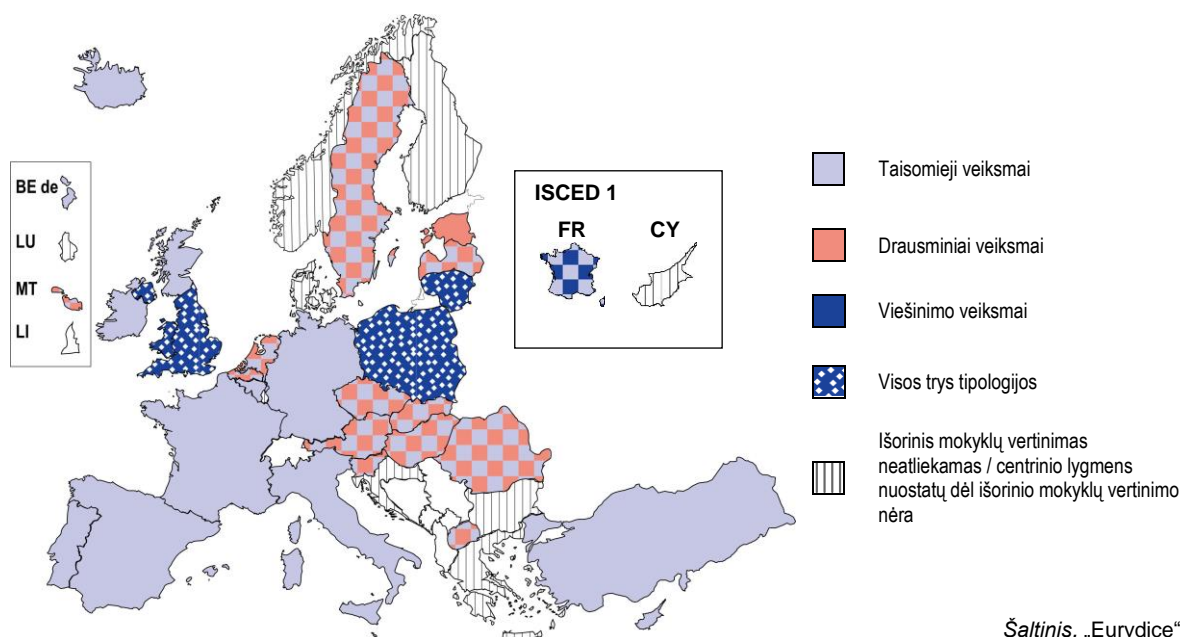 BE de
LU
MT
LI
ISCED 1
FR CY
Taisomieji veiksmai
Drausminiai veiksmai
Viešinimo veiksmai
Visos trys tipologijos
Išorinis mokyklų vertinimas
neatliekamas / centrinio lygmens
nuostatų dėl išorinio mokyklų vertinimo
nėra
Šaltinis. „Eurydice“